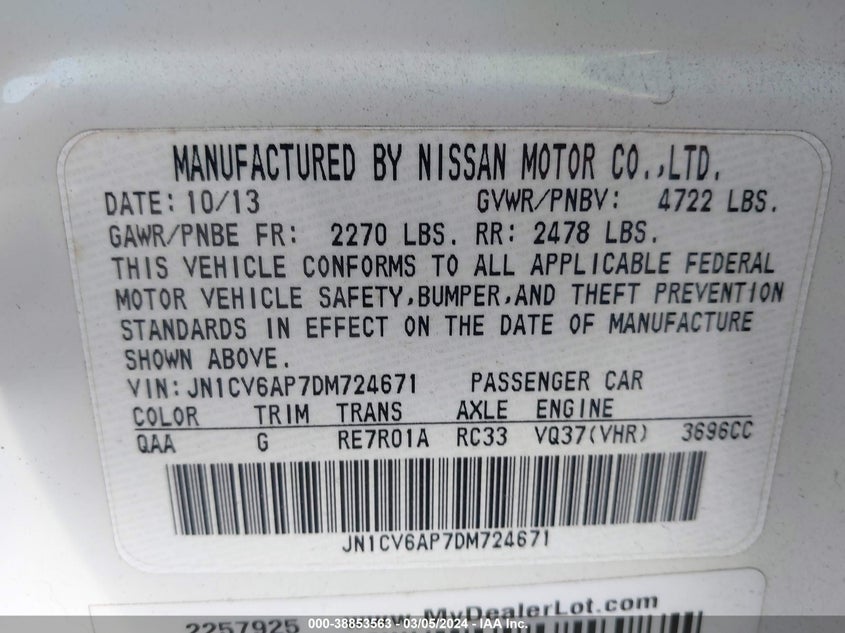 MANUFACTURED BY NISSAN MOTOR CO.,LTD.
DATE: 10/13 GVWR/PNBV: 4722 LBS.
GAWR/PNBE FR: 2270 LBS. RR: 2478 LBS.
THIS VEHICLE CONFORMS TO ALL APPLICABLE FEDERAL
MOTOR VEHICLE SAFETY,BUMPER,AND THEFT PREVENTION
STANDARDS IN EFFECT ON THE DATE OF MANUFACTURE
SHOWN ABOVE.
VIN: JN1CV6AP7DM724671 PASSENGER CAR
COLOR TRIM TRANS AXLE ENGINE
QAA G RE7R01A RC33 VQ37(VHR) 3696CC
JN1CV6AP7DM724671
www.MyDealerLot.com
2257925
000-38853563 - 03/05/2024 - IAA Inc.